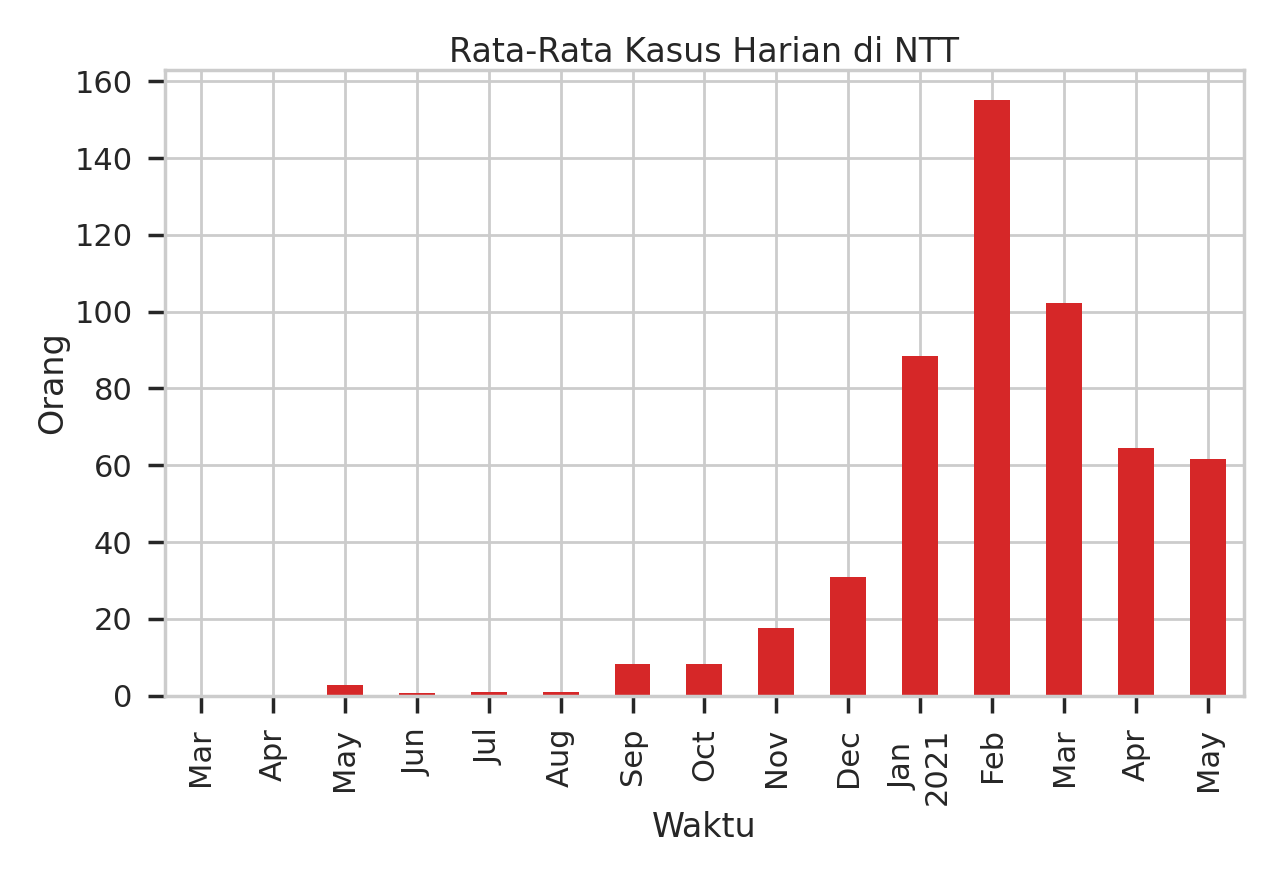 Rata-Rata Kasus Harian di NTT
160
140
120
100
80
60
40
20
0
Orang
Mar
Apr
May
Jun
Jul
Aug
Sep
Oct
Nov
Dec
Jan
2021
Feb
Mar
Apr
May
Waktu